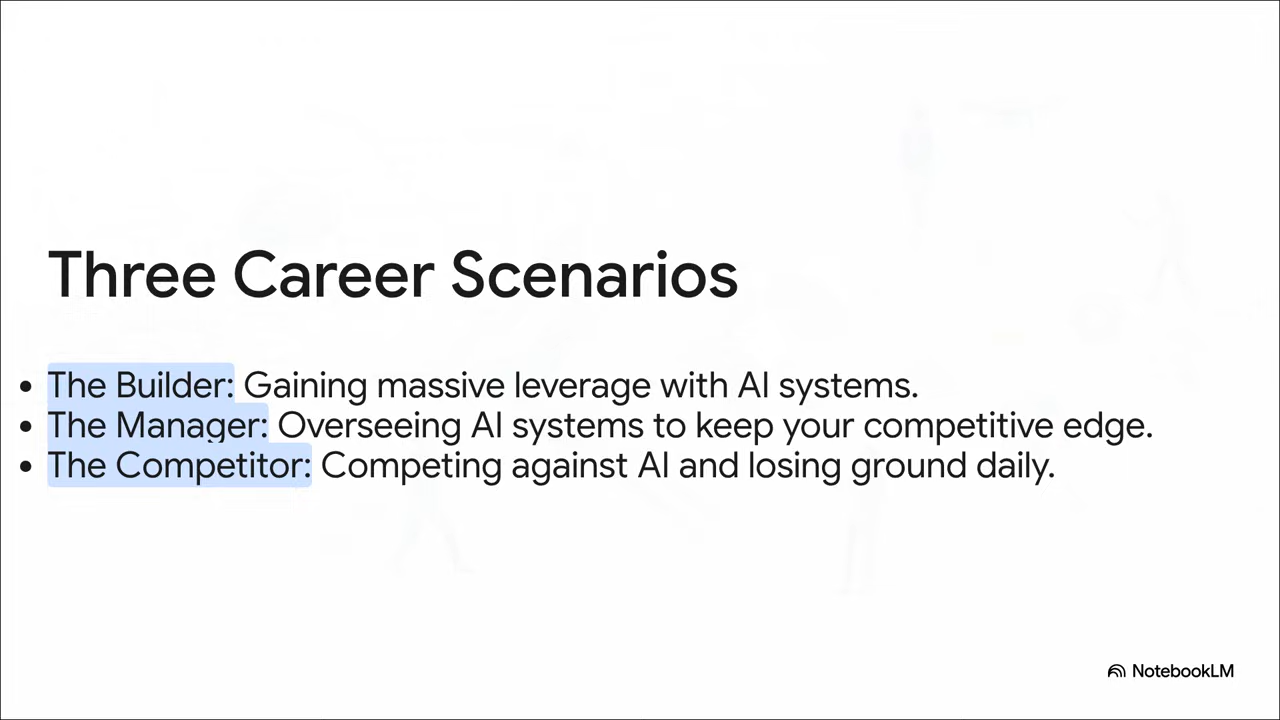 Three Career Scenarios
• The Builder: Gaining massive leverage with AI systems.
• The Manager: Overseeing AI systems to keep your competitive edge.
• The Competitor: Competing against AI and losing ground daily.
NotebookLM